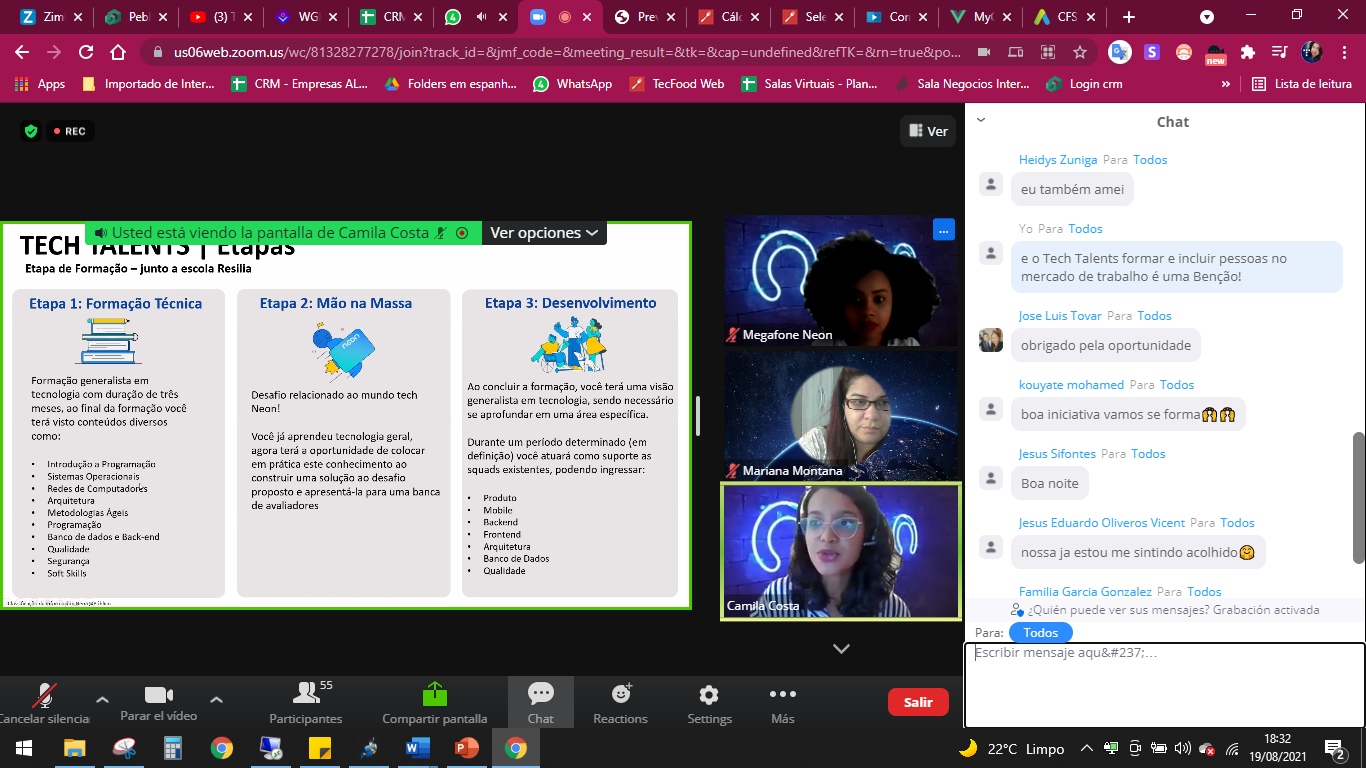 Zim
Peb
(3) T
WGI
CRM
4
Prev
Cálc
Sele
Con
MyC
CFS
us06web.zoom.us/wc/81328277278/join?track_id=&jmf_code=&meeting_result=&tk=&cap=undefined&refTK=&rn=true&po...
new
Apps
Importado de Inter...
CRM - Empresas AL...
Folders em espanh...
WhatsApp
TecFood Web
Salas Virtuais - Plan...
Sala Negocios Inter...
Login crm
»
Lista de leitura
REC
Ver
TECH TALENTS | Etapas
Usted está viendo la pantalla de Camila Costa
Ver opciones
Etapa de Formação – junto a escola Resilia
Etapa 1: Formação Técnica
Formação generalista em
tecnologia com duração de três
meses, ao final da formação você
terá visto conteúdos diversos
como:
• Introdução a Programação
• Sistemas Operacionais
• Redes de Computadores
• Arquitetura
• Metodologias Ágeis
• Programação
• Banco de dados e Back-end
• Qualidade
• Segurança
• Soft Skills
Etapa 2: Mão na Massa
neon
Desafio relacionado ao mundo tech
Neon!
Você já aprendeu tecnologia geral,
agora terá a oportunidade de colocar
em prática este conhecimento ao
construir uma solução ao desafio
proposto e apresentá-la para uma banca
de avaliadores
Etapa 3: Desenvolvimento
Ao concluir a formação, você terá uma visão
generalista em tecnologia, sendo necessário
se aprofundar em uma área específica.
Durante um período determinado (em
definição) você atuará como suporte as
squads existentes, podendo ingressar:
• Produto
• Mobile
• Backend
• Frontend
• Arquitetura
• Banco de Dados
• Qualidade
Megafone Neon
Mariana Montana
Camila Costa
Chat
Heidys Zuniga Para Todos
eu também amei
Yo Para Todos
e o Tech Talents formar e incluir pessoas no
mercado de trabalho é uma Benção!
Jose Luis Tovar Para Todos
obrigado pela oportunidade
kouyate mohamed Para Todos
boa iniciativa vamos se forma🙌🙌
Jesus Sifontes Para Todos
Boa noite
Jesus Eduardo Oliveros Vicent Para Todos
nossa ja estou me sintindo acolhido🤗
Familia Garcia Gonzalez Para Todos
¿Quién puede ver sus mensajes? Grabación activada
Para: Todos
Escribir mensaje aqu&#237;…
Cancelar silencia
Parar el vídeo
55
Participantes
Compartir pantalla
Chat
Reactions
Settings
Más
Salir
22°C Limpo
18:32
19/08/2021
2